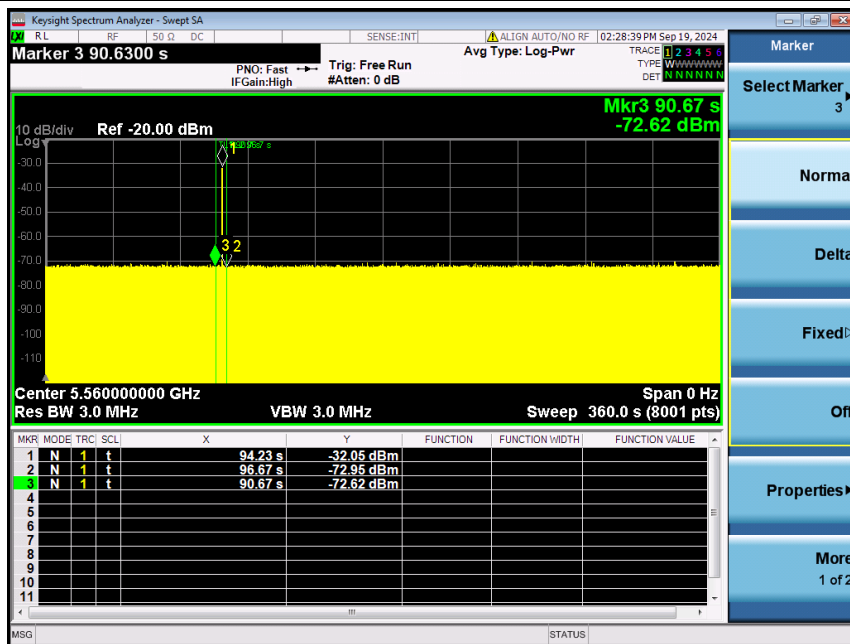 Keysight Spectrum Analyzer - Swept SA
LXI RL RF 50 Ω DC SENSE:INT ALIGN AUTO/NO RF 02:28:39 PM Sep 19, 2024
Marker 3 90.6300 s
PNO: Fast
IFGain:High
Trig: Free Run
#Atten: 0 dB
Avg Type: Log-Pwr
TRACE 1 2 3 4 5 6
TYPE WWWWWW
DET N N N N N N
Mkr3 90.67 s
-72.62 dBm
10 dB/div Ref -20.00 dBm
Log
1
-30.0
-40.0
-50.0
-60.0
3 2
-70.0
-80.0
-90.0
-100
-110
Center 5.560000000 GHz Span 0 Hz
Res BW 3.0 MHz VBW 3.0 MHz Sweep 360.0 s (8001 pts)
MKR MODE TRC SCL X Y FUNCTION FUNCTION WIDTH FUNCTION VALUE
1 N 1 t 94.23 s -32.05 dBm
2 N 1 t 96.67 s -72.95 dBm
3 N 1 t 90.67 s -72.62 dBm
4
5
6
7
8
9
10
11
MSG STATUS
Marker
Select Marker
3
Norma
Delta
Fixed
Off
Properties
More
1 of 2